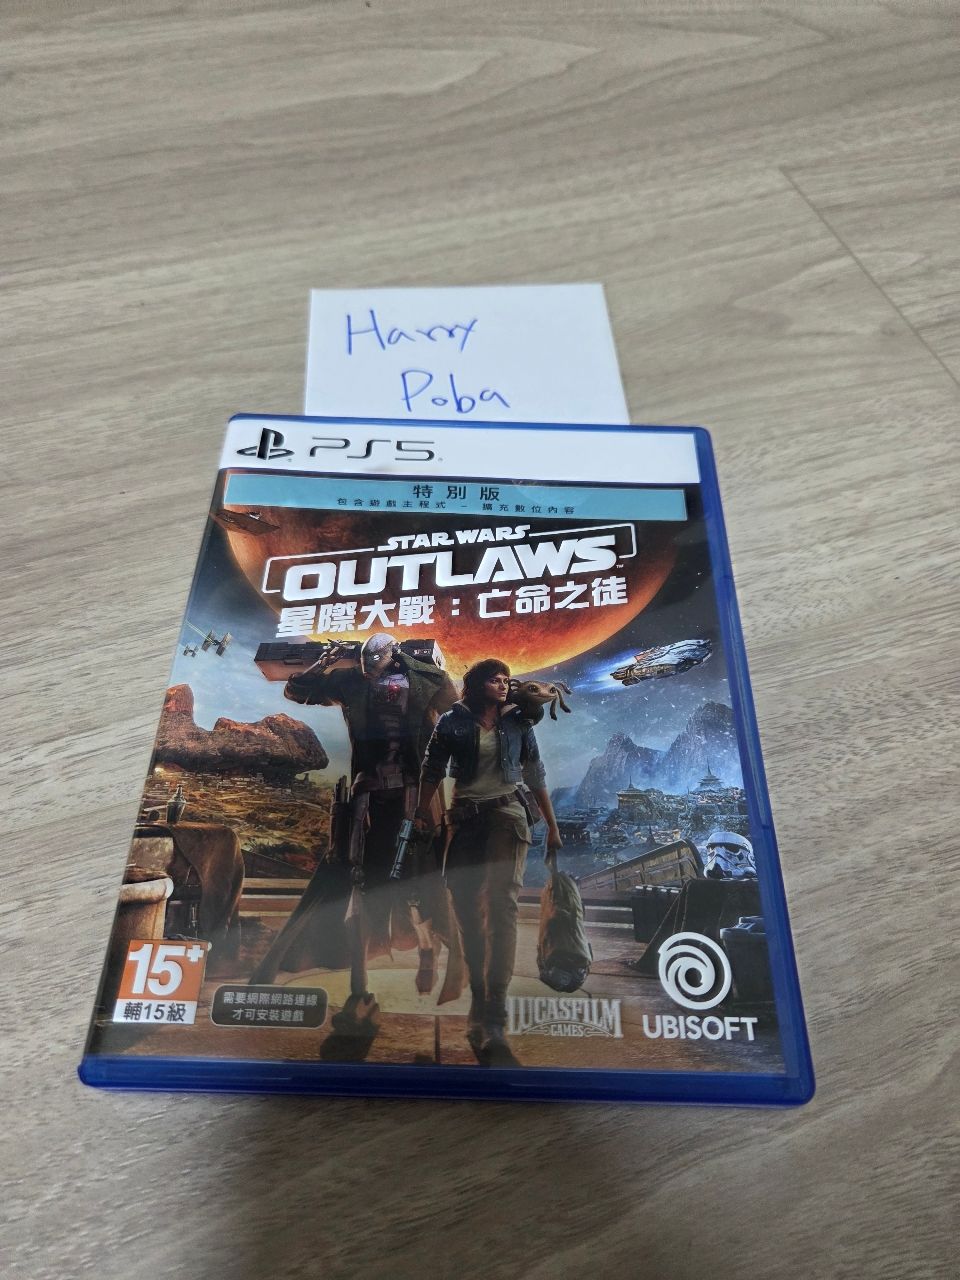 Harry
Poba
PS5
特別版
包含遊戲主程式 – 擴充數位內容
STAR WARS
OUTLAWS™
星際大戰：亡命之徒
15+
輔15級
需要網際網路連線
才可安裝遊戲
LUCASFILM
GAMES
UBISOFT